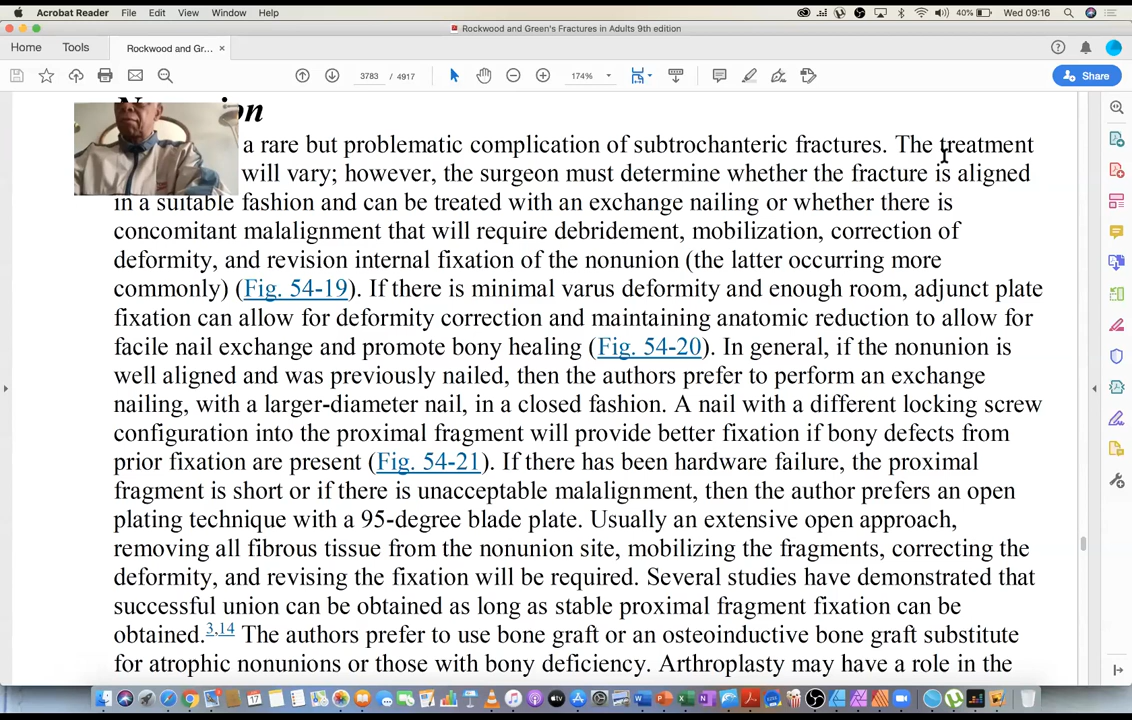 Acrobat Reader File Edit View Window Help 40% Wed 09:16
Rockwood and Green's Fractures in Adults 9th edition
Home Tools Rockwood and Gr... ×
3783 / 4917 174% Share
on
a rare but problematic complication of subtrochanteric fractures. The treatment
will vary; however, the surgeon must determine whether the fracture is aligned
in a suitable fashion and can be treated with an exchange nailing or whether there is
concomitant malalignment that will require debridement, mobilization, correction of
deformity, and revision internal fixation of the nonunion (the latter occurring more
commonly) (Fig. 54-19). If there is minimal varus deformity and enough room, adjunct plate
fixation can allow for deformity correction and maintaining anatomic reduction to allow for
facile nail exchange and promote bony healing (Fig. 54-20). In general, if the nonunion is
well aligned and was previously nailed, then the authors prefer to perform an exchange
nailing, with a larger-diameter nail, in a closed fashion. A nail with a different locking screw
configuration into the proximal fragment will provide better fixation if bony defects from
prior fixation are present (Fig. 54-21). If there has been hardware failure, the proximal
fragment is short or if there is unacceptable malalignment, then the author prefers an open
plating technique with a 95-degree blade plate. Usually an extensive open approach,
removing all fibrous tissue from the nonunion site, mobilizing the fragments, correcting the
deformity, and revising the fixation will be required. Several studies have demonstrated that
successful union can be obtained as long as stable proximal fragment fixation can be
obtained.3,14 The authors prefer to use bone graft or an osteoinductive bone graft substitute
for atrophic nonunions or those with bony deficiency. Arthroplasty may have a role in the